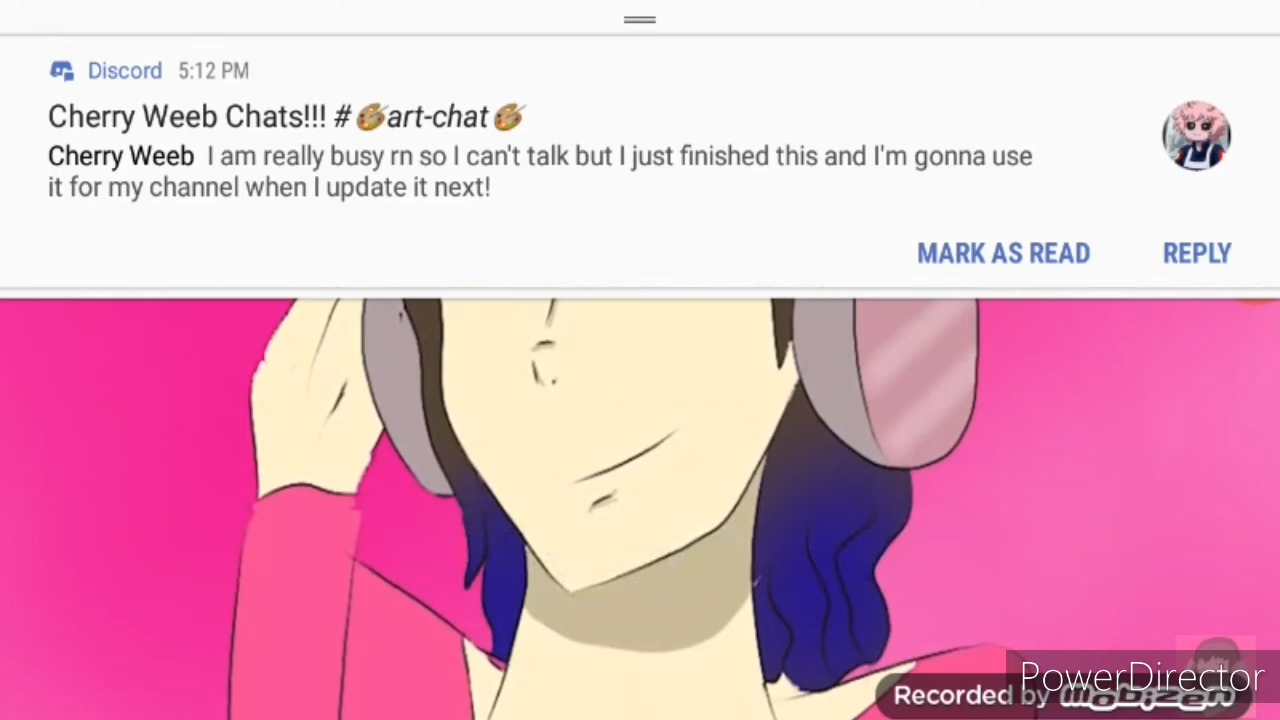 Discord 5:12 PM
Cherry Weeb Chats!!! #🎨art-chat🎨
Cherry Weeb I am really busy rn so I can't talk but I just finished this and I'm gonna use
it for my channel when I update it next!
MARK AS READ REPLY
PowerDirector
Recorded by mobizen